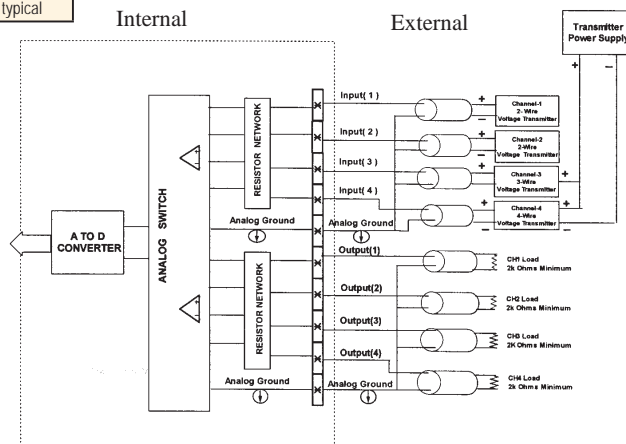 typical
Internal
External
Transmitter
Power Supply
+
–
Input( 1 )
Input( 2 )
Input( 3 )
Input( 4 )
Analog Ground
Analog Ground
RESISTOR NETWORK
ANALOG SWITCH
A TO D
CONVERTER
+
–
Channel-1
2- Wire
Voltage Transmitter
+
–
Channel-2
2-Wire
Voltage Transmitter
+
–
Channel-3
3-Wire
Voltage Transmitter
+
+
–
Channel-4
4-Wire
Voltage Transmitter
+
–
Output(1)
Output(2)
Output(3)
Output(4)
RESISTOR NETWORK
Analog Ground
Analog Ground
CH1 Load
2k Ohms Minimum
CH2 Load
2k Ohms Minimum
CH3 Load
2K Ohms Minimum
CH4 Load
2k Ohms Minimum